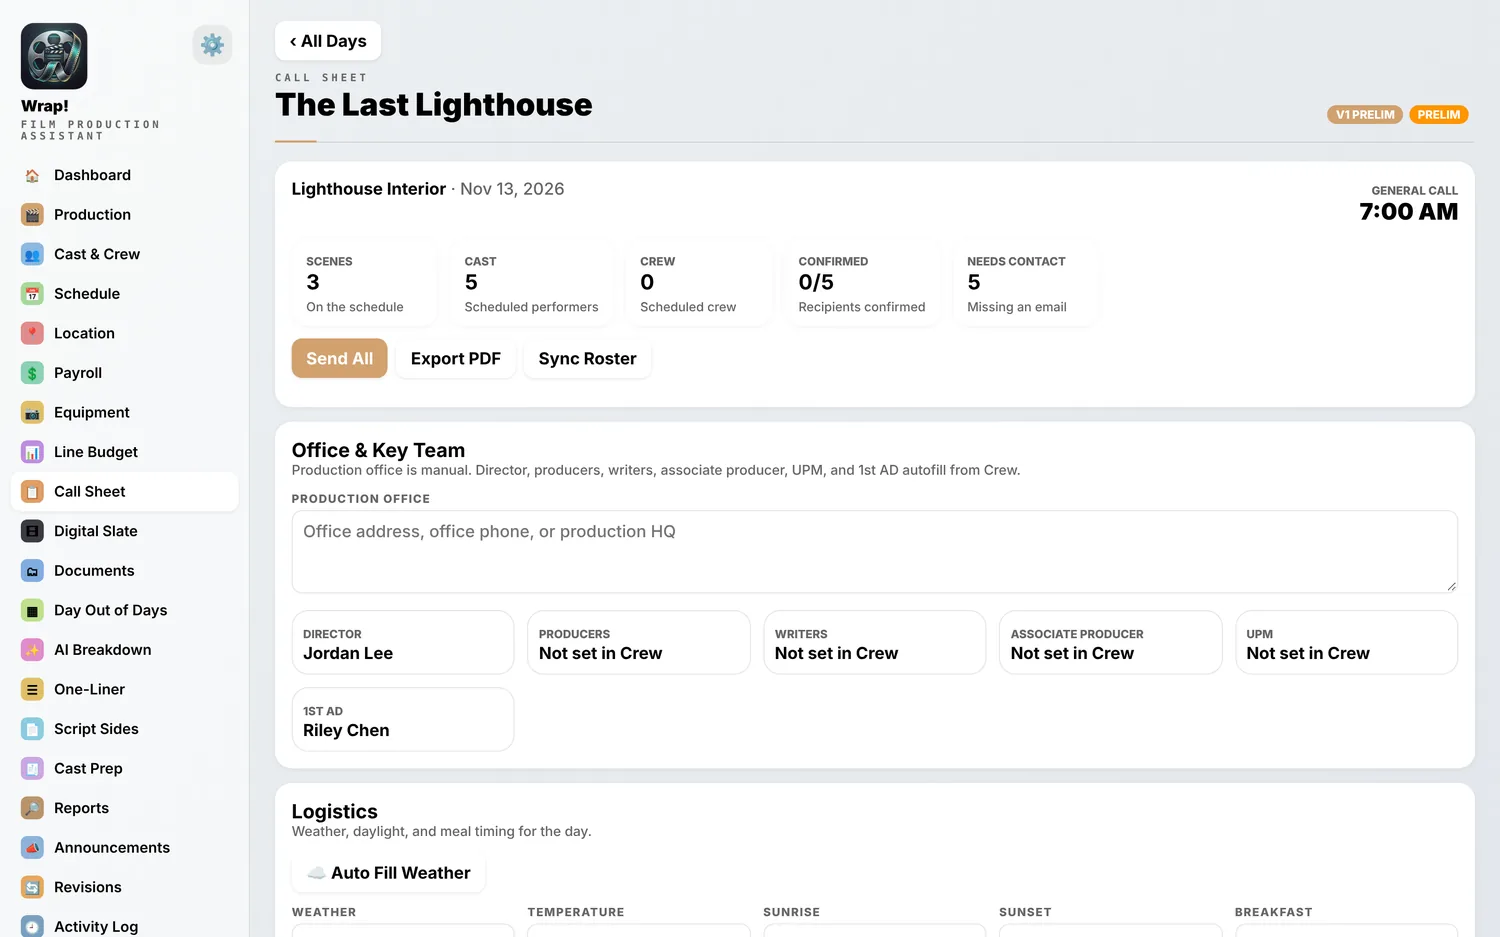 Wrap!
FILM PRODUCTION
ASSISTANT
Dashboard
Production
Cast & Crew
Schedule
Location
Payroll
Equipment
Line Budget
Call Sheet
Digital Slate
Documents
Day Out of Days
AI Breakdown
One-Liner
Script Sides
Cast Prep
Reports
Announcements
Revisions
Activity Log
‹ All Days
CALL SHEET
The Last Lighthouse
V1 PRELIM
PRELIM
Lighthouse Interior · Nov 13, 2026
GENERAL CALL
7:00 AM
SCENES
3
On the schedule
CAST
5
Scheduled performers
CREW
0
Scheduled crew
CONFIRMED
0/5
Recipients confirmed
NEEDS CONTACT
5
Missing an email
Send All
Export PDF
Sync Roster
Office & Key Team
Production office is manual. Director, producers, writers, associate producer, UPM, and 1st AD autofill from Crew.
PRODUCTION OFFICE
Office address, office phone, or production HQ
DIRECTOR
Jordan Lee
PRODUCERS
Not set in Crew
WRITERS
Not set in Crew
ASSOCIATE PRODUCER
Not set in Crew
UPM
Not set in Crew
1ST AD
Riley Chen
Logistics
Weather, daylight, and meal timing for the day.
Auto Fill Weather
WEATHER
TEMPERATURE
SUNRISE
SUNSET
BREAKFAST